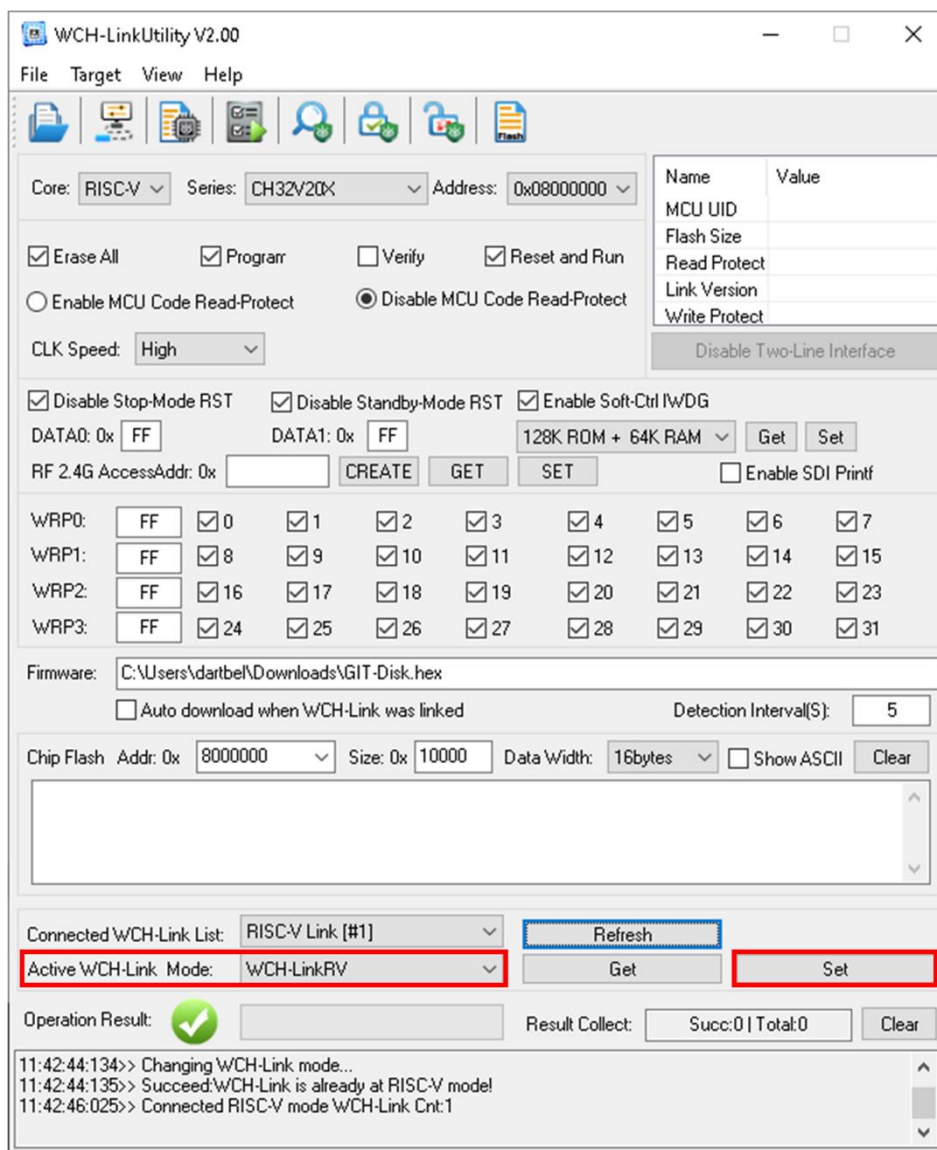 WCH-LinkUtility V2.00
File Target View Help
Flash
Core: RISC-V Series: CH32V20X Address: 0x08000000
Name Value
MCU UID
Flash Size
Read Protect
Link Version
Write Protect
Erase All Program Verify Reset and Run
Enable MCU Code Read-Protect Disable MCU Code Read-Protect
CLK Speed: High
Disable Two-Line Interface
Disable Stop-Mode RST Disable Standby-Mode RST Enable Soft-Ctrl IWDG
DATA0: 0x FF DATA1: 0x FF 128K ROM + 64K RAM Get Set
RF 2.4G AccessAddr: 0x CREATE GET SET Enable SDI Printf
WRP0: FF 0 1 2 3 4 5 6 7
WRP1: FF 8 9 10 11 12 13 14 15
WRP2: FF 16 17 18 19 20 21 22 23
WRP3: FF 24 25 26 27 28 29 30 31
Firmware: C:\Users\dartbel\Downloads\GIT-Disk.hex
Auto download when WCH-Link was linked Detection Interval(S): 5
Chip Flash Addr: 0x 8000000 Size: 0x 10000 Data Width: 16bytes Show ASCII Clear
Connected WCH-Link List: RISC-V Link [#1] Refresh
Active WCH-Link Mode: WCH-LinkRV Get Set
Operation Result: Result Collect: Succ:0 | Total:0 Clear
11:42:44:134>> Changing WCH-Link mode...
11:42:44:135>> Succeed:WCH-Link is already at RISC-V mode!
11:42:46:025>> Connected RISC-V mode WCH-Link Cnt:1